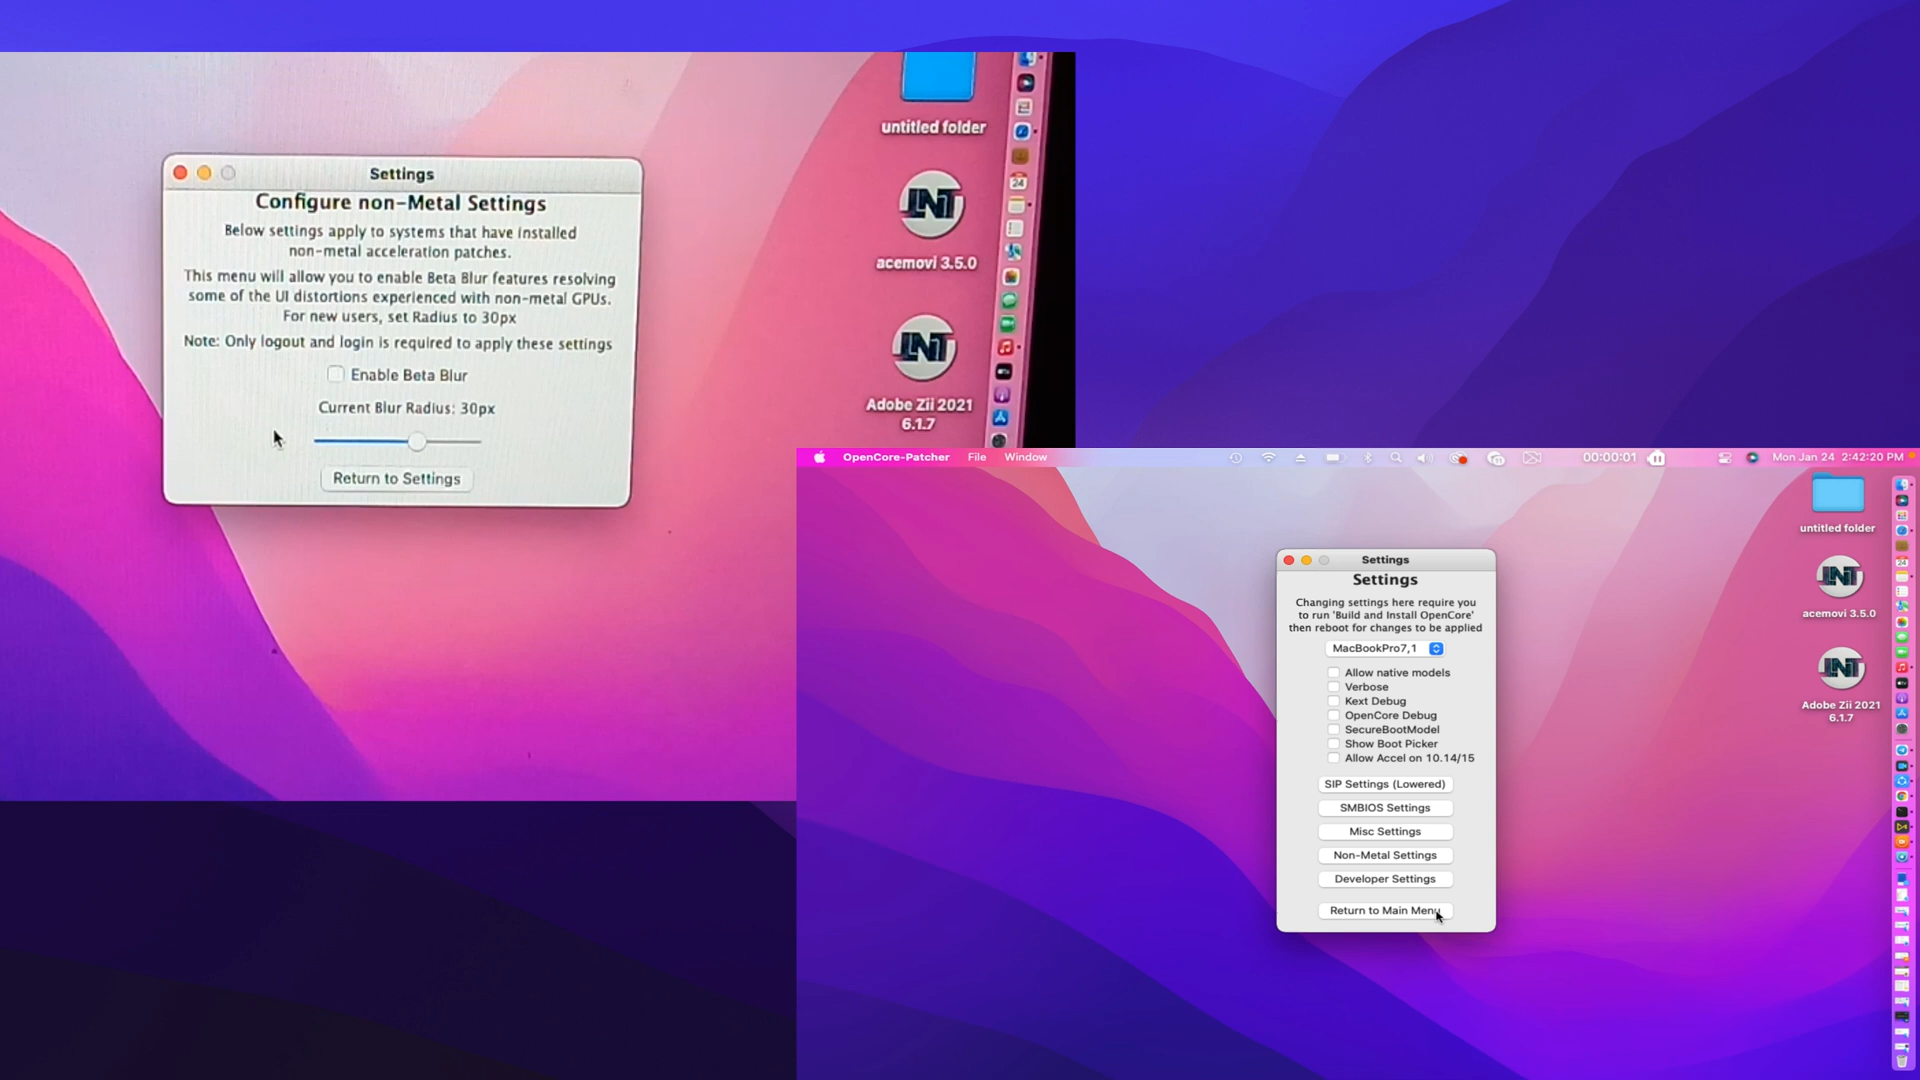 untitled folder
acemovi 3.5.0
Adobe Zii 2021
6.1.7
Settings
Configure non-Metal Settings
Below settings apply to systems that have installed
non-metal acceleration patches.
This menu will allow you to enable Beta Blur features resolving
some of the UI distortions experienced with non-metal GPUs.
For new users, set Radius to 30px
Note: Only logout and login is required to apply these settings
Enable Beta Blur
Current Blur Radius: 30px
Return to Settings
24
LNT
LNT
OpenCore-Patcher File Window
00:00:01
Mon Jan 24 2:42:20 PM
untitled folder
LNT
acemovi 3.5.0
LNT
Adobe Zii 2021
6.1.7
Settings
Settings
Changing settings here require you
to run 'Build and Install OpenCore'
then reboot for changes to be applied
MacBookPro7,1
Allow native models
Verbose
Kext Debug
OpenCore Debug
SecureBootModel
Show Boot Picker
Allow Accel on 10.14/15
SIP Settings (Lowered)
SMBIOS Settings
Misc Settings
Non-Metal Settings
Developer Settings
Return to Main Menu
24